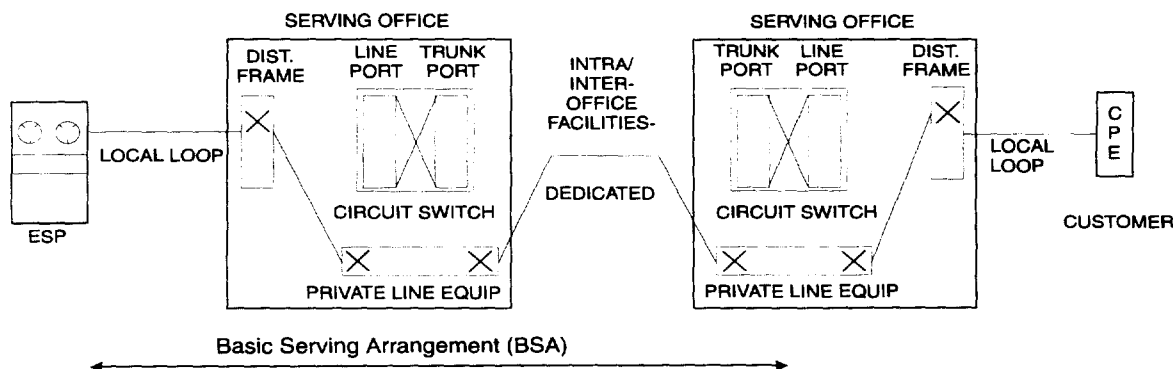 SERVING OFFICE
DIST.
FRAME
LINE
PORT
TRUNK
PORT
LOCAL LOOP
ESP
CIRCUIT SWITCH
PRIVATE LINE EQUIP
INTRA/
INTER-
OFFICE
FACILITIES-
DEDICATED
SERVING OFFICE
TRUNK
PORT
LINE
PORT
DIST.
FRAME
CIRCUIT SWITCH
PRIVATE LINE EQUIP
LOCAL
LOOP
C
P
E
CUSTOMER
Basic Serving Arrangement (BSA)